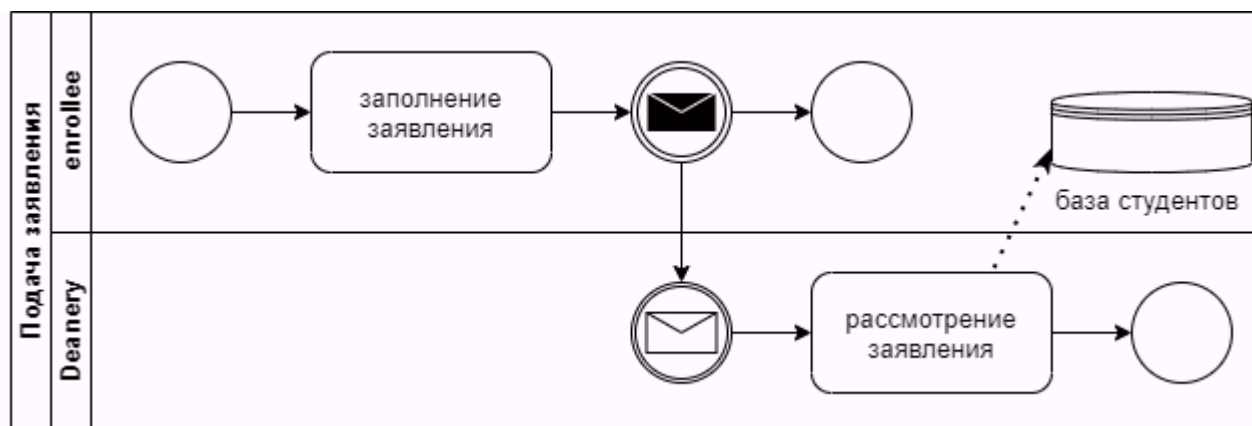 Подача заявления
enrollee
заполнение
заявления
база студентов
Deanery
рассмотрение
заявления